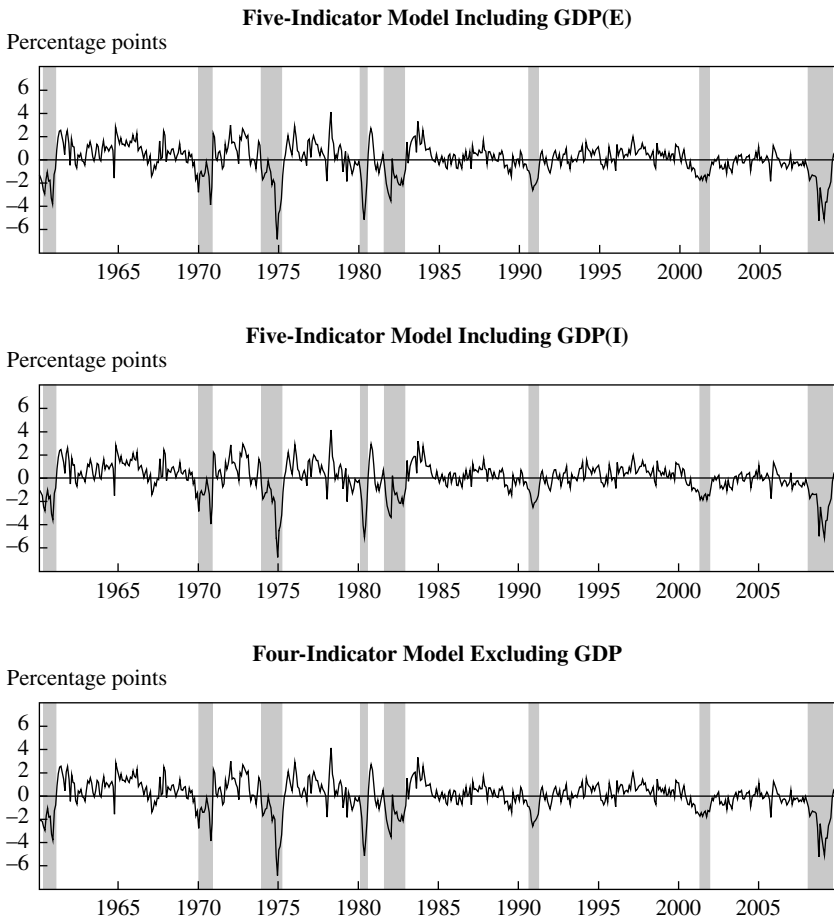 Five-Indicator Model Including GDP(E)
Percentage points
6
4
2
0
−2
−4
−6
1965 1970 1975 1980 1985 1990 1995 2000 2005
Five-Indicator Model Including GDP(I)
Percentage points
6
4
2
0
−2
−4
−6
1965 1970 1975 1980 1985 1990 1995 2000 2005
Four-Indicator Model Excluding GDP
Percentage points
6
4
2
0
−2
−4
−6
1965 1970 1975 1980 1985 1990 1995 2000 2005